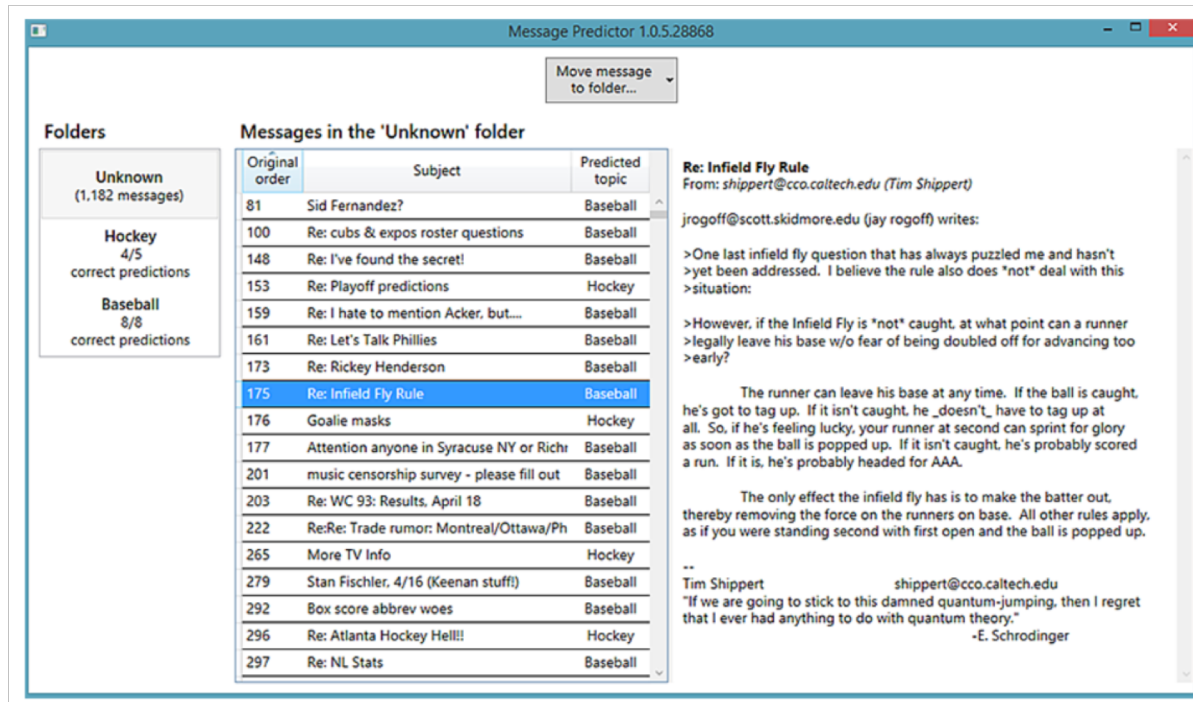 Message Predictor 1.0.5.28868
Move message
to folder...
Folders
Unknown
(1,182 messages)
Hockey
4/5
correct predictions
Baseball
8/8
correct predictions
Messages in the 'Unknown' folder
Original order Subject Predicted topic
81 Sid Fernandez? Baseball
100 Re: cubs & expos roster questions Baseball
148 Re: I've found the secret! Baseball
153 Re: Playoff predictions Hockey
159 Re: I hate to mention Acker, but.... Baseball
161 Re: Let's Talk Phillies Baseball
173 Re: Rickey Henderson Baseball
175 Re: Infield Fly Rule Baseball
176 Goalie masks Hockey
177 Attention anyone in Syracuse NY or Richr Baseball
201 music censorship survey - please fill out Baseball
203 Re: WC 93: Results, April 18 Baseball
222 Re:Re: Trade rumor: Montreal/Ottawa/Ph Baseball
265 More TV Info Hockey
279 Stan Fischler, 4/16 (Keenan stuff!) Baseball
292 Box score abbrev woes Baseball
296 Re: Atlanta Hockey Hell!! Hockey
297 Re: NL Stats Baseball
Re: Infield Fly Rule
From: shippert@cco.caltech.edu (Tim Shippert)
jrogoff@scott.skidmore.edu (jay rogoff) writes:
>One last infield fly question that has always puzzled me and hasn't
>yet been addressed. I believe the rule also does *not* deal with this
>situation:
>However, if the Infield Fly is *not* caught, at what point can a runner
>legally leave his base w/o fear of being doubled off for advancing too
>early?
The runner can leave his base at any time. If the ball is caught,
he's got to tag up. If it isn't caught, he _doesn't_ have to tag up at
all. So, if he's feeling lucky, your runner at second can sprint for glory
as soon as the ball is popped up. If it isn't caught, he's probably scored
a run. If it is, he's probably headed for AAA.
The only effect the infield fly has is to make the batter out,
thereby removing the force on the runners on base. All other rules apply,
as if you were standing second with first open and the ball is popped up.
--
Tim Shippert shippert@cco.caltech.edu
"If we are going to stick to this damned quantum-jumping, then I regret
that I ever had anything to do with quantum theory."
-E. Schrodinger